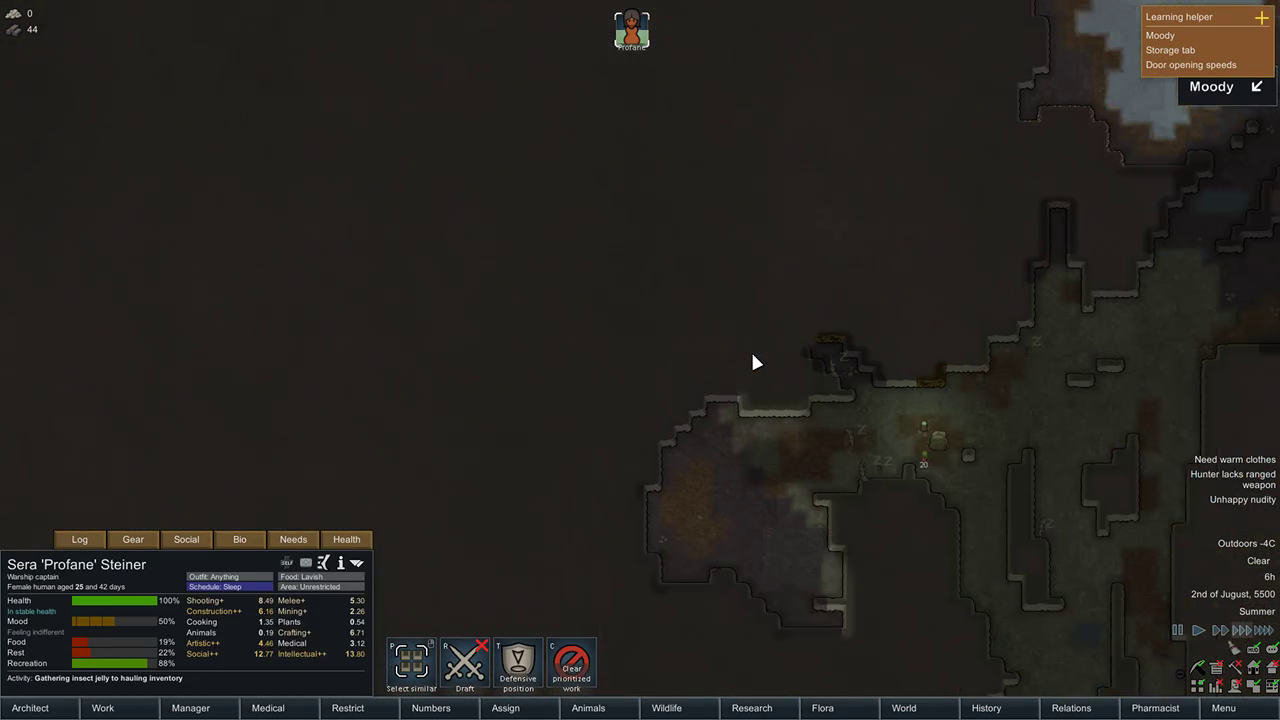 0
44
Profane
Learning helper
Moody
Storage tab
Door opening speeds
Moody
20
Need warm clothes
Hunter lacks ranged
weapon
Unhappy nudity
Outdoors -4C
Clear
6h
2nd of Jugust, 5500
Summer
Log Gear Social Bio Needs Health
Sera 'Profane' Steiner
Warship captain
Female human aged 25 and 42 days
SELF
Outfit: Anything Food: Lavish
Schedule: Sleep Area: Unrestricted
Health 100%
In stable health
Mood 50%
Feeling indifferent
Food 19%
Rest 22%
Recreation 88%
Shooting+ 8.49 Melee+ 5.30
Construction++ 6.16 Mining+ 2.26
Cooking 1.35 Plants 0.54
Animals 0.19 Crafting+ 6.71
Artistic++ 4.46 Medical 3.12
Social++ 12.77 Intellectual++ 13.80
Activity: Gathering insect jelly to hauling inventory
P Select similar
R Draft
T Defensive position
C Clear prioritized work
Architect Work Manager Medical Restrict Numbers Assign Animals Wildlife Research Flora World History Relations Pharmacist Menu